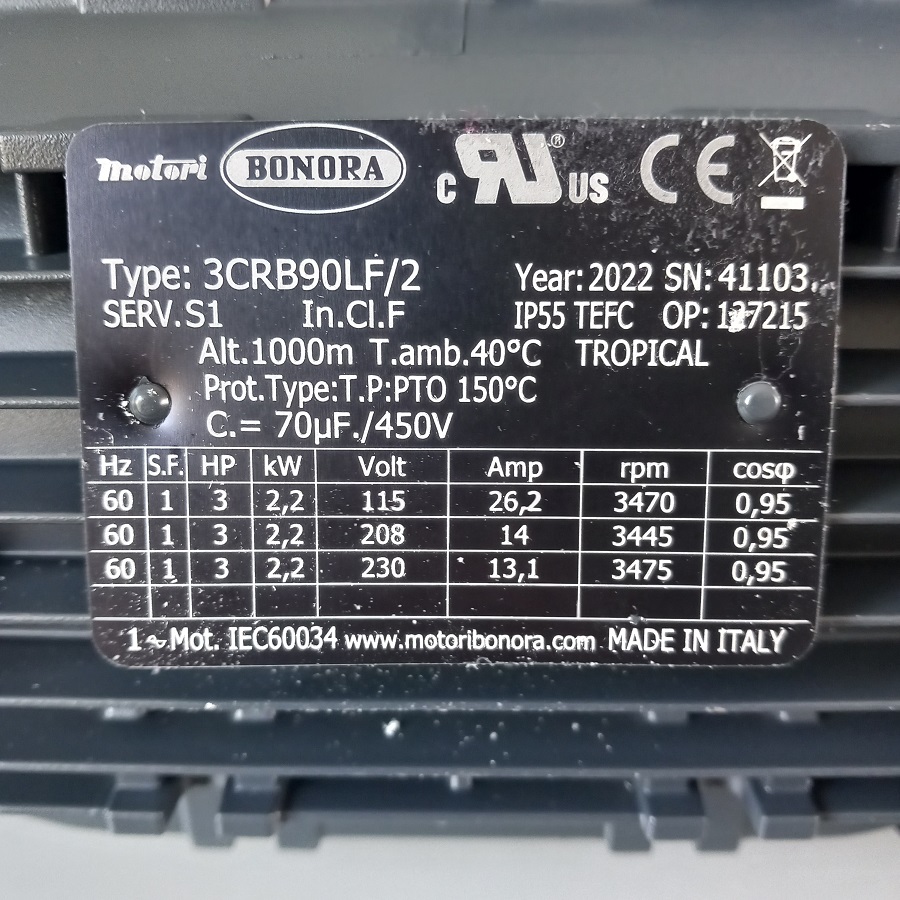 motori BONORA c RU ® US CE
Type: 3CRB90LF/2 Year: 2022 SN: 41103
SERV.S1 In.Cl.F IP55 TEFC OP:
Alt.1000m T.amb.40°C TROPICAL
Prot.Type:T.P:PTO 150°C
C.= 70µF./450V
Hz S.F. HP kW Volt Amp rpm cosφ
60 1 3 2,2 115 26,2 3470 0,95
60 1 3 2,2 208 14 3445 0,95
60 1 3 2,2 230 13,1 3475 0,95
1~Mot. IEC60034 www.motoribonora.com MADE IN ITALY